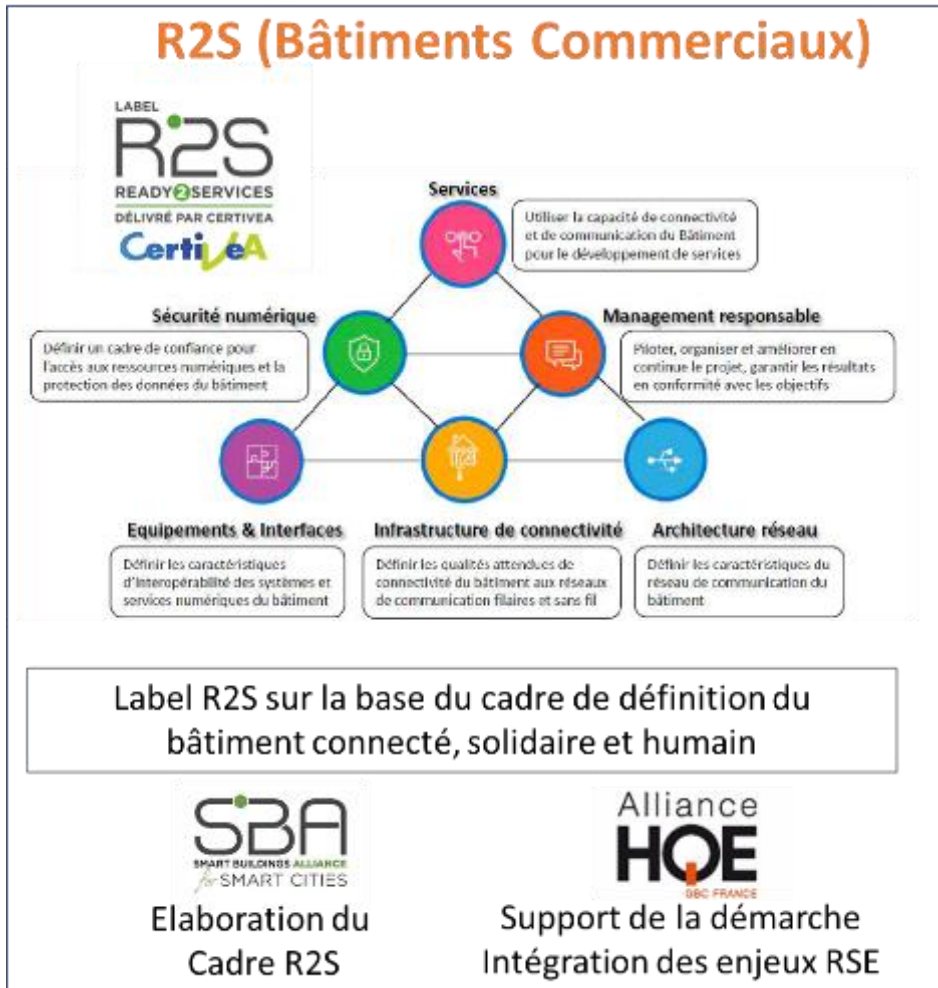 R2S (Bâtiments Commerciaux)
LABEL
R2S
READY2SERVICES
DÉLIVRÉ PAR CERTIVEA
CertiVeA
Services
Utiliser la capacité de connectivité
et de communication du Bâtiment
pour le développement de services
Sécurité numérique
Définir un cadre de confiance pour
l'accès aux ressources numériques et la
protection des données du bâtiment
Management responsable
Piloter, organiser et améliorer en
continue le projet, garantir les résultats
en conformité avec les objectifs
Equipements & Interfaces
Définir les caractéristiques
d'interopérabilité des systèmes et
services numériques du bâtiment
Infrastructure de connectivité
Définir les qualités attendues de
connectivité du bâtiment aux réseaux
de communication filaires et sans fil
Architecture réseau
Définir les caractéristiques du
réseau de communication du
bâtiment
Label R2S sur la base du cadre de définition du
bâtiment connecté, solidaire et humain
SBA
SMART BUILDINGS ALLIANCE
for SMART CITIES
Elaboration du
Cadre R2S
Alliance
HQE
GBC FRANCE
Support de la démarche
Intégration des enjeux RSE